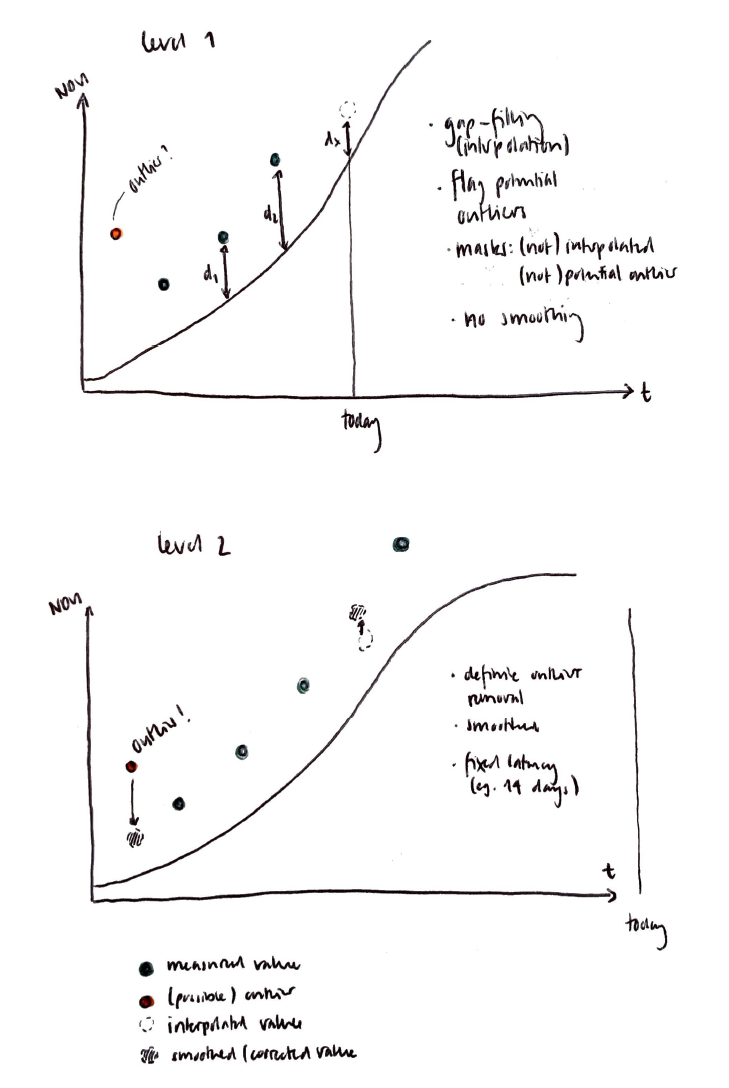 level 1
NDVI
outlier?
d₁
d₂
dₓ
today
t
· gap-filling
(interpolation)
· flag potential
outliers
· masks: (not) interpolated
(not) potential outlier
· no smoothing
level 2
NDVI
outlier!
· definite outlier
removal
· smoothed
· fixed latency
(eg. 14 days)
t
today
measured value
(possible) outlier
interpolated value
smoothed/corrected value